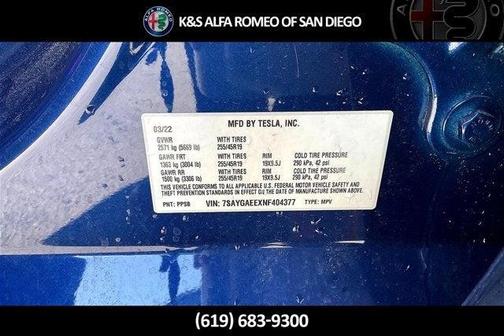 K&S ALFA ROMEO OF SAN DIEGO
MFD BY TESLA, INC.
03/22
GVWR WITH TIRES
2571 kg (5669 lb) 255/45R19
GAWR FRT WITH TIRES RIM COLD TIRE PRESSURE
1363 kg (3004 lb) 255/45R19 19X9.5J 290 kPa, 42 psi
GAWR RR WITH TIRES RIM COLD TIRE PRESSURE
1500 kg (3306 lb) 255/45R19 19X9.5J 290 kPa, 42 psi
THIS VEHICLE CONFORMS TO ALL APPLICABLE FEDERAL MOTOR VEHICLE
SAFETY AND THEFT PREVENTION STANDARDS IN EFFECT ON THE DATE OF
MANUFACTURE SHOWN ABOVE.
PNT: PPSB VIN: 7SAYGAEEXNF404377 TYPE: MPV
(619) 683-9300